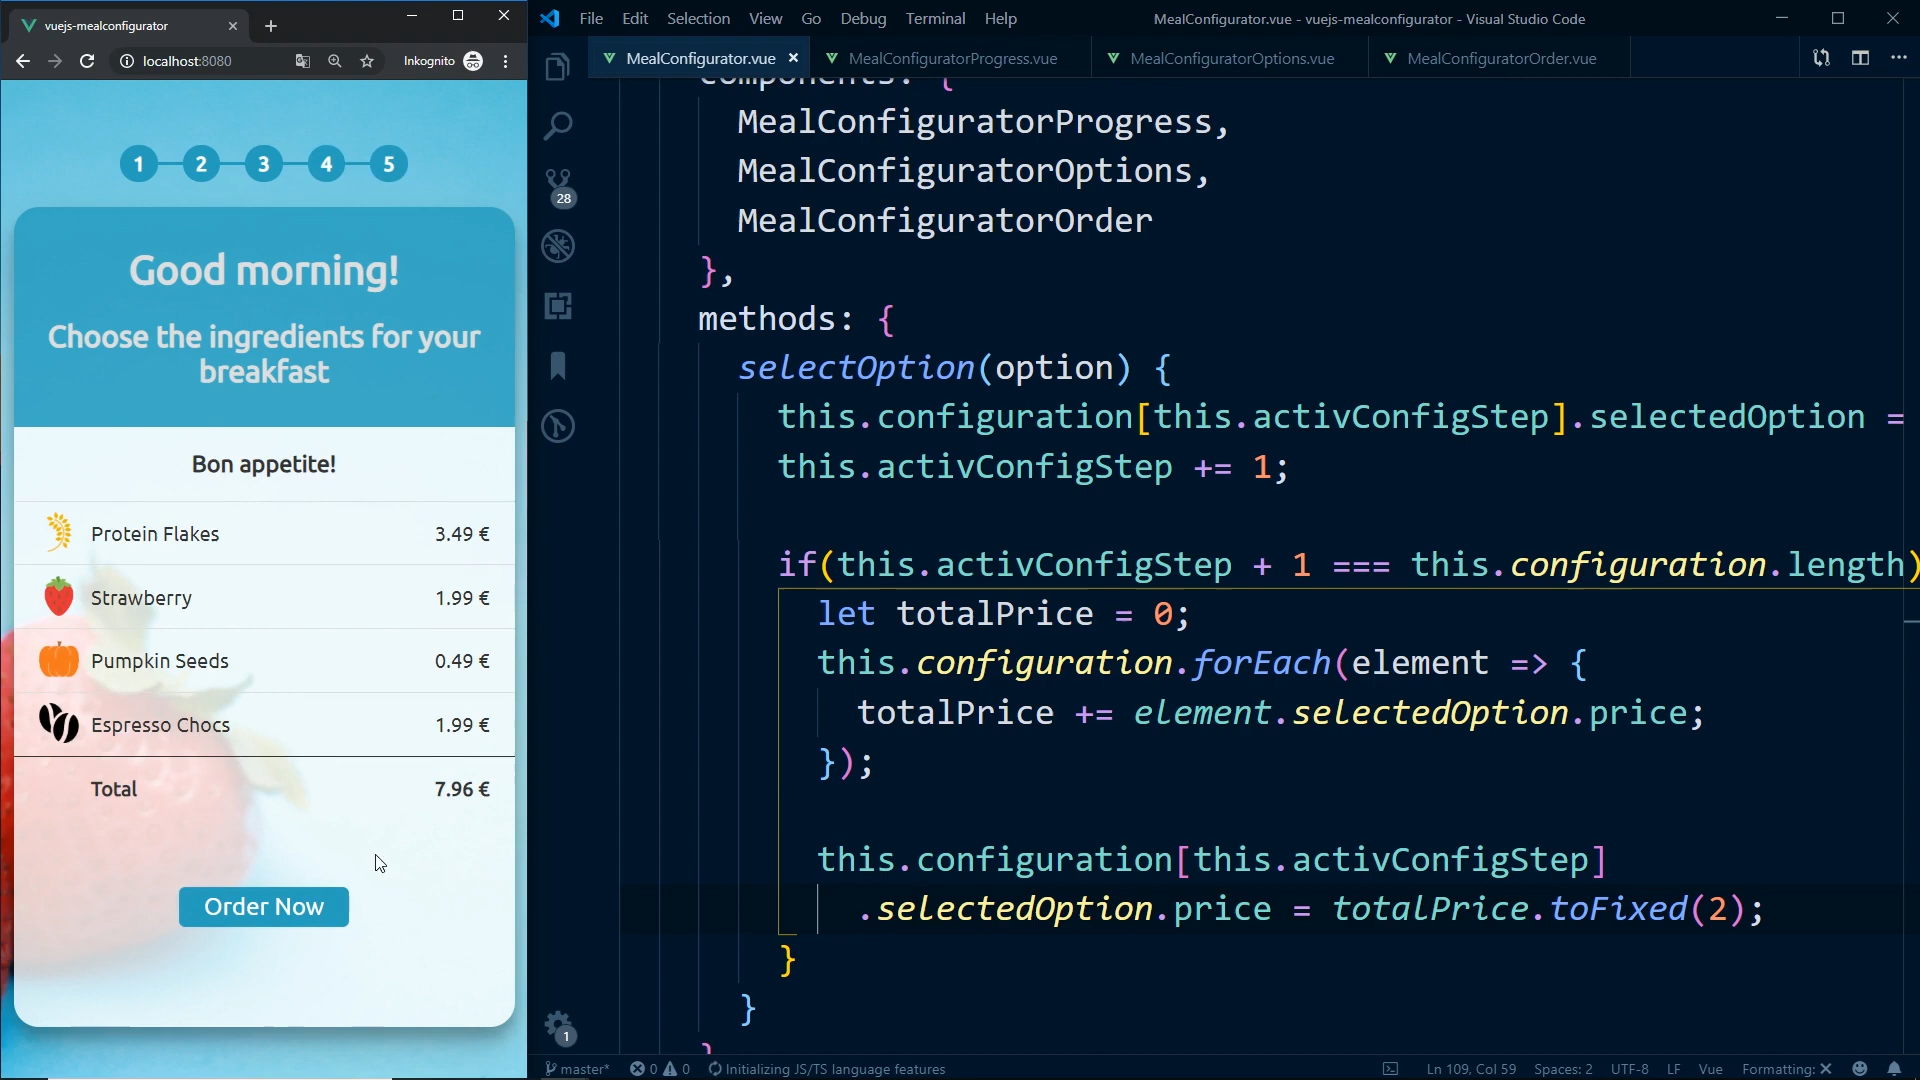 vuejs-mealconfigurator
localhost:8080
Inkognito
1 2 3 4 5
Good morning!
Choose the ingredients for your
breakfast
Bon appetite!
Protein Flakes 3.49 €
Strawberry 1.99 €
Pumpkin Seeds 0.49 €
Espresso Chocs 1.99 €
Total 7.96 €
Order Now
File Edit Selection View Go Debug Terminal Help
MealConfigurator.vue - vuejs-mealconfigurator - Visual Studio Code
MealConfigurator.vue MealConfiguratorProgress.vue MealConfiguratorOptions.vue MealConfiguratorOrder.vue
28
1
components: {
MealConfiguratorProgress,
MealConfiguratorOptions,
MealConfiguratorOrder
},
methods: {
selectOption(option) {
this.configuration[this.activConfigStep].selectedOption =
this.activConfigStep += 1;
if(this.activConfigStep + 1 === this.configuration.length)
let totalPrice = 0;
this.configuration.forEach(element => {
totalPrice += element.selectedOption.price;
});
this.configuration[this.activConfigStep]
.selectedOption.price = totalPrice.toFixed(2);
}
}
}
master* 0 0 Initializing JS/TS language features
Ln 109, Col 59 Spaces: 2 UTF-8 LF Vue Formatting: ✕